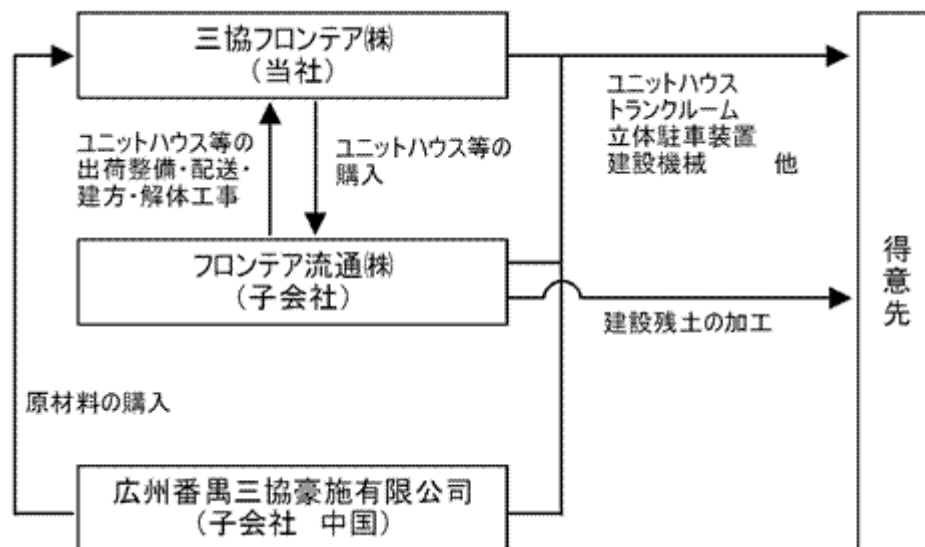 三協フロンテア㈱
(当社)
ユニットハウス
トランクルーム
立体駐車装置
建設機械 他
ユニットハウス等の
出荷整備・配送・
建方・解体工事
ユニットハウス等の
購入
フロンテア流通㈱
(子会社)
建設残土の加工
得意先
原材料の購入
広州番禺三協豪施有限公司
(子会社 中国)